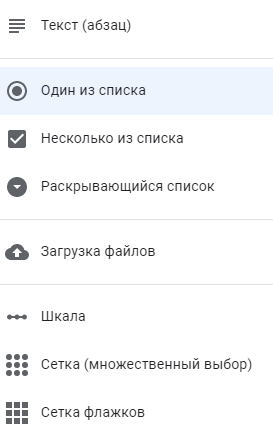 Текст (абзац)
Один из списка
Несколько из списка
Раскрывающийся список
Загрузка файлов
Шкала
Сетка (множественный выбор)
Сетка флажков